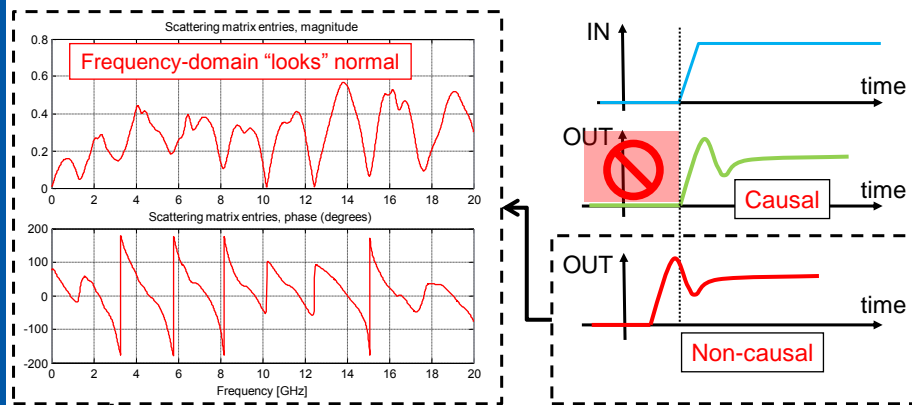 Scattering matrix entries, magnitude
Frequency-domain “looks” normal
0.8
0.6
0.4
0.2
0
0 2 4 6 8 10 12 14 16 18 20
Scattering matrix entries, phase (degrees)
200
100
0
-100
-200
0 2 4 6 8 10 12 14 16 18 20
Frequency [GHz]
IN
time
OUT
time
Causal
OUT
time
Non-causal